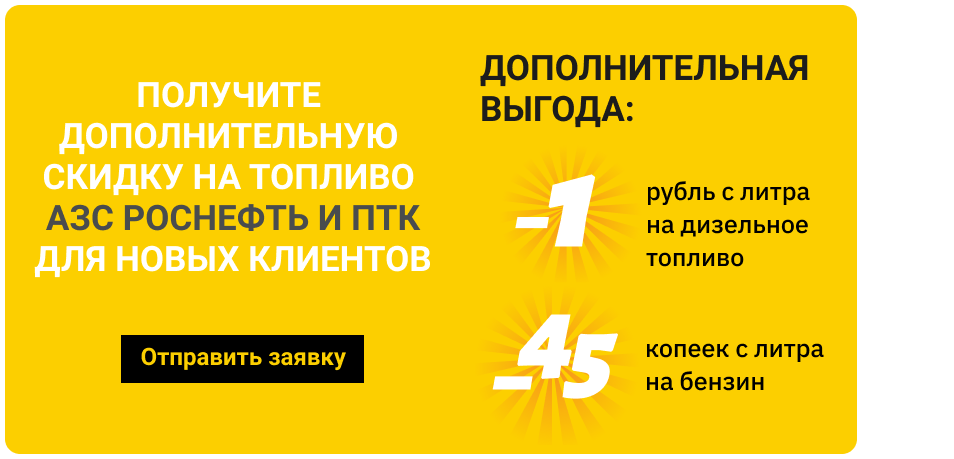 ПОЛУЧИТЕ
ДОПОЛНИТЕЛЬНУЮ
СКИДКУ НА ТОПЛИВО
АЗС РОСНЕФТЬ И ПТК
ДЛЯ НОВЫХ КЛИЕНТОВ
Отправить заявку
ДОПОЛНИТЕЛЬНАЯ
ВЫГОДА:
-1
рубль с литра
на дизельное
топливо
-45
копеек с литра
на бензин